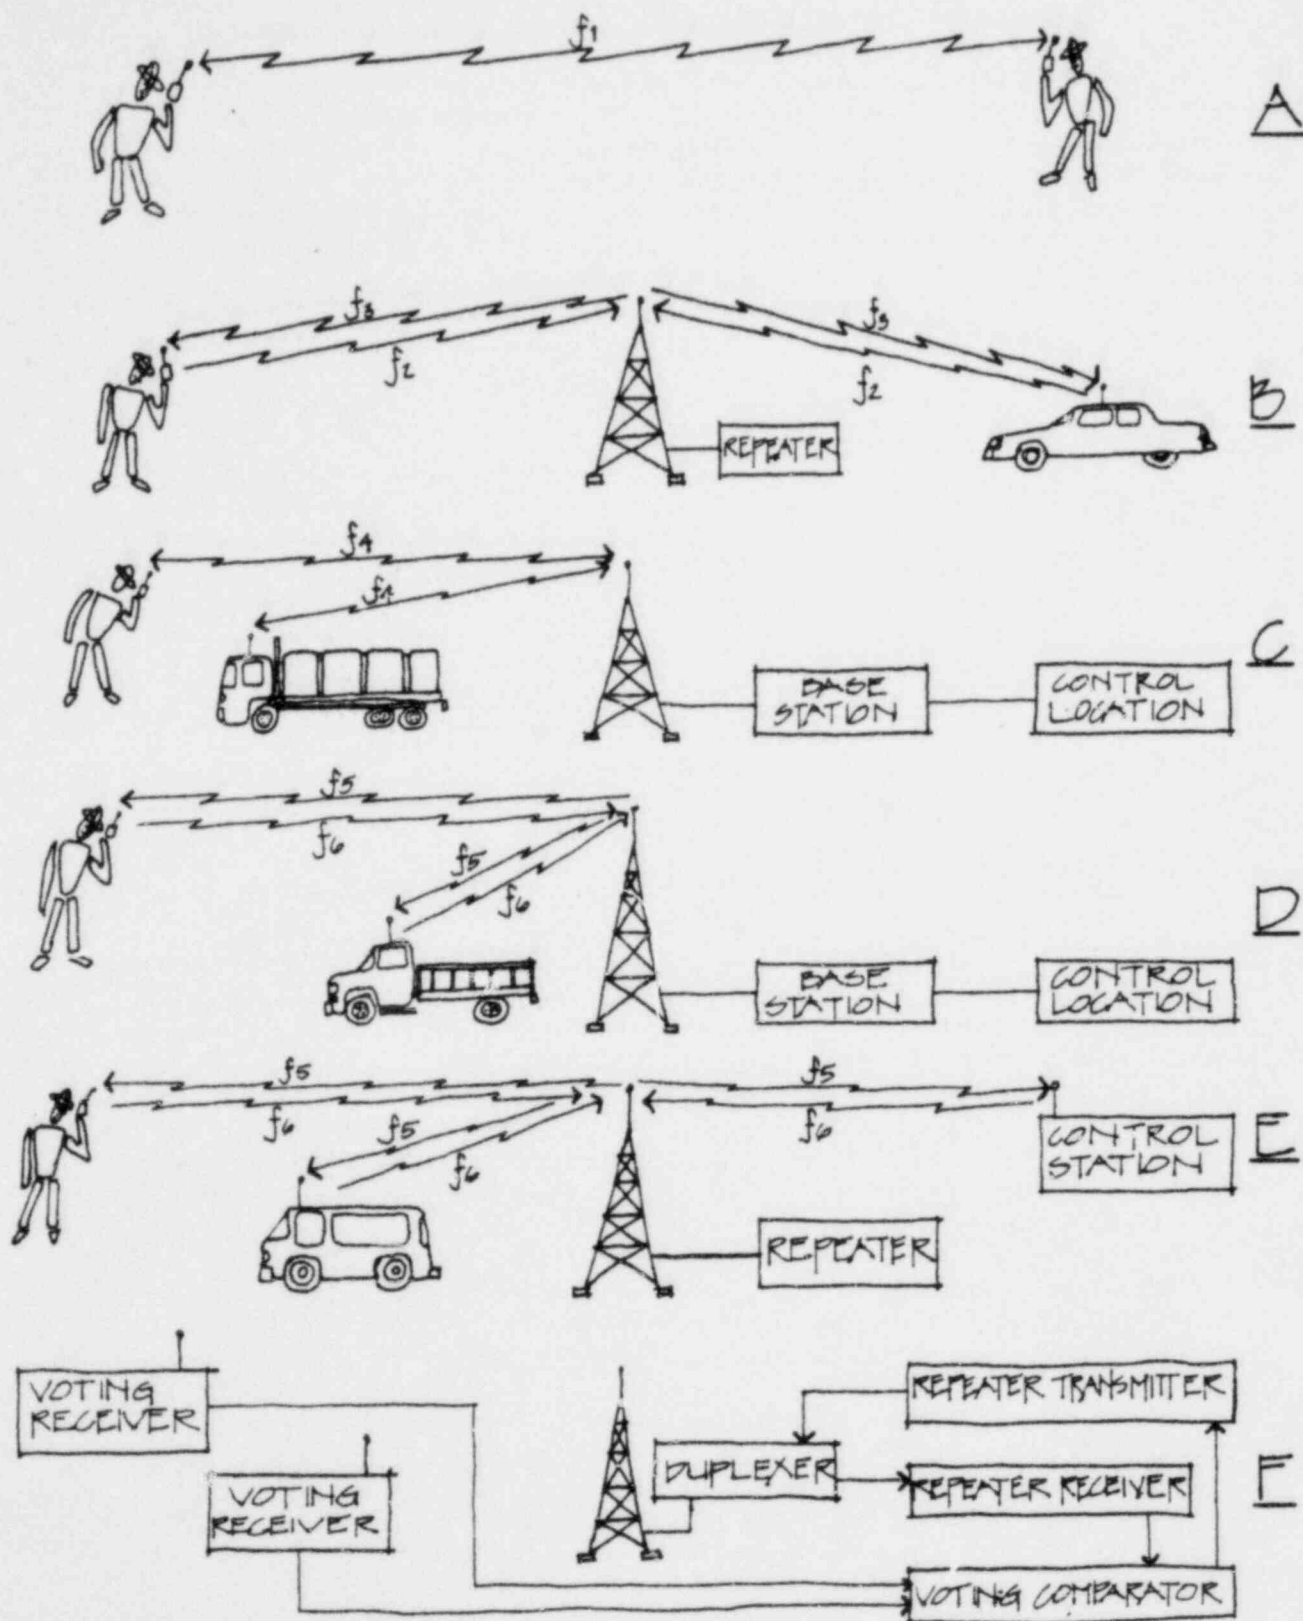 f1
A
f3
f2
f3
f2
REPEATER
B
f4
f4
BASE
STATION
CONTROL
LOCATION
C
f5
f6
f5
f6
BASE
STATION
CONTROL
LOCATION
D
f5
f6
f5
f6
f5
f6
CONTROL
STATION
REPEATER
E
VOTING
RECEIVER
VOTING
RECEIVER
DUPLEXER
REPEATER TRANSMITTER
REPEATER RECEIVER
VOTING COMPARATOR
F